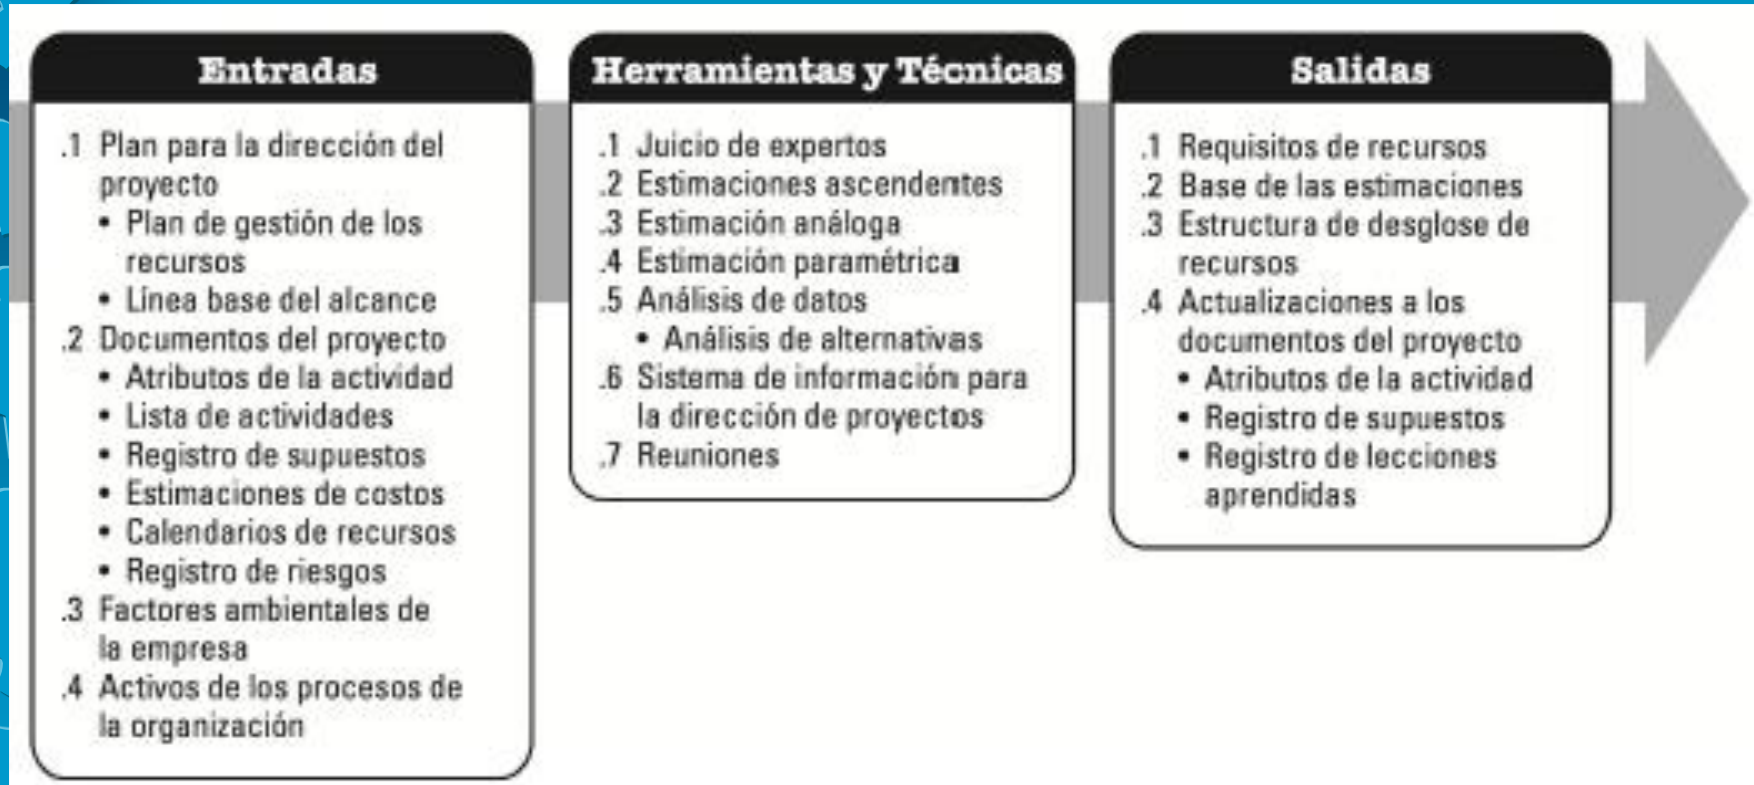 Entradas
.1 Plan para la dirección del
proyecto
• Plan de gestión de los
recursos
• Línea base del alcance
.2 Documentos del proyecto
• Atributos de la actividad
• Lista de actividades
• Registro de supuestos
• Estimaciones de costos
• Calendarios de recursos
• Registro de riesgos
.3 Factores ambientales de
la empresa
.4 Activos de los procesos de
la organización
Herramientas y Técnicas
.1 Juicio de expertos
.2 Estimaciones ascendentes
.3 Estimación análoga
.4 Estimación paramétrica
.5 Análisis de datos
• Análisis de alternativas
.6 Sistema de información para
la dirección de proyectos
.7 Reuniones
Salidas
.1 Requisitos de recursos
.2 Base de las estimaciones
.3 Estructura de desglose de
recursos
.4 Actualizaciones a los
documentos del proyecto
• Atributos de la actividad
• Registro de supuestos
• Registro de lecciones
aprendidas